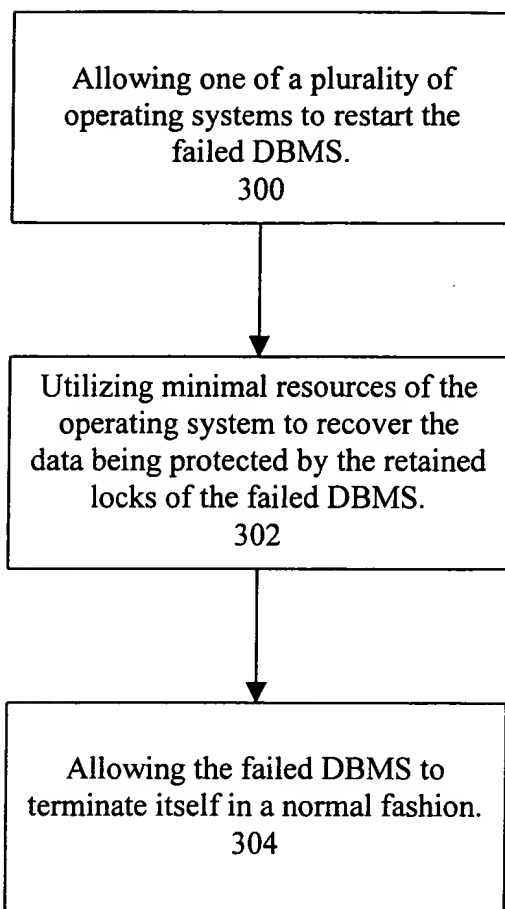 Allowing one of a plurality of
operating systems to restart the
failed DBMS.
300
Utilizing minimal resources of the
operating system to recover the
data being protected by the retained
locks of the failed DBMS.
302
Allowing the failed DBMS to
terminate itself in a normal fashion.
304